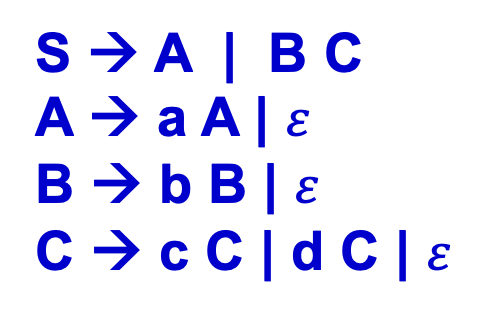 S → A | B C
A → a A | ε
B → b B | ε
C → c C | d C | ε